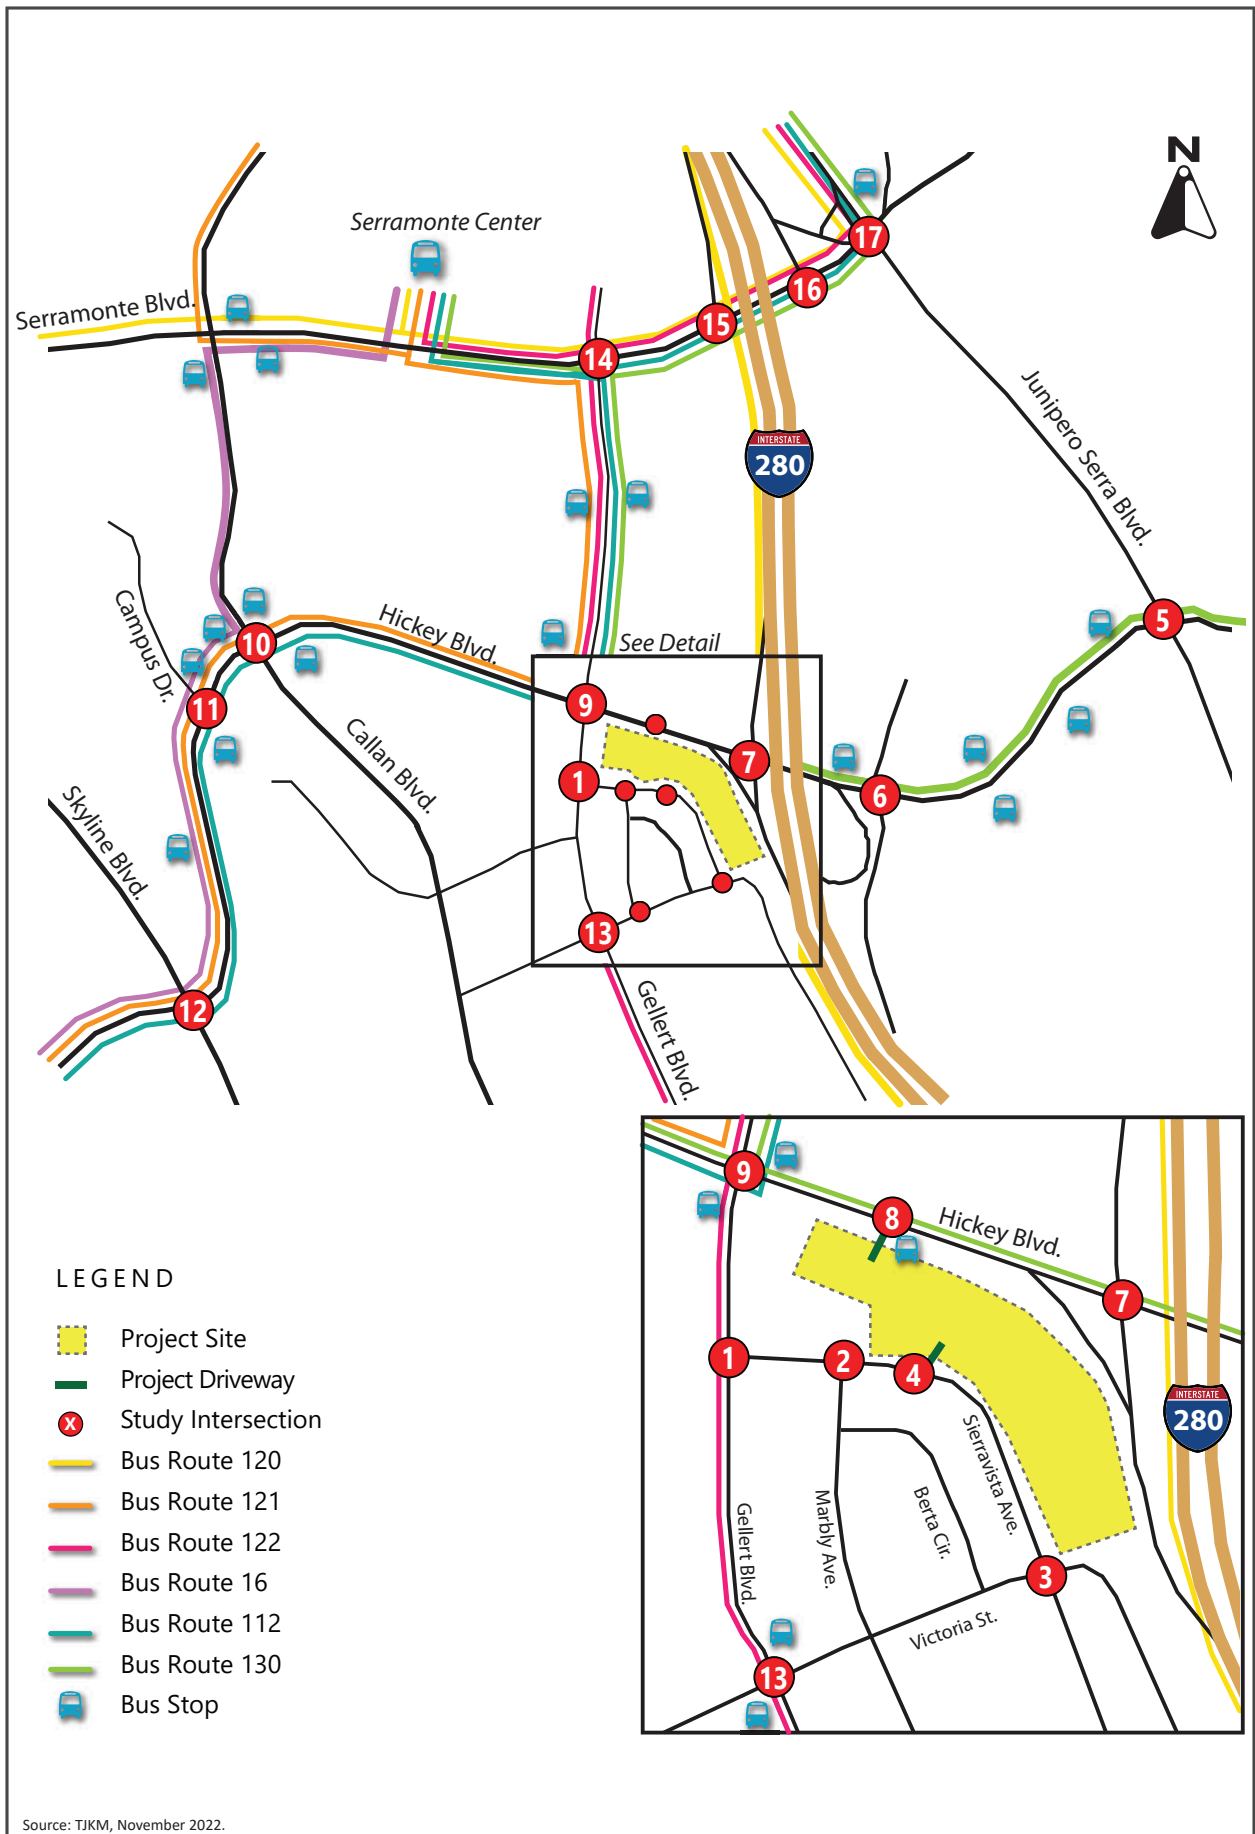 N
Serramonte Center
17
16
Serramonte Blvd.
15
14
Junipero Serra Blvd.
INTERSTATE
280
Campus Dr.
Hickey Blvd.
See Detail
5
10
11
9
Callan Blvd.
7
1
6
Skyline Blvd.
13
12
Gellert Blvd.
9
8
Hickey Blvd.
7
1
2
4
INTERSTATE
280
Sierravista Ave.
Berta Cir.
Marbly Ave.
Gellert Blvd.
3
Victoria St.
13
LEGEND
Project Site
Project Driveway
X Study Intersection
Bus Route 120
Bus Route 121
Bus Route 122
Bus Route 16
Bus Route 112
Bus Route 130
Bus Stop
Source: TJKM, November 2022.